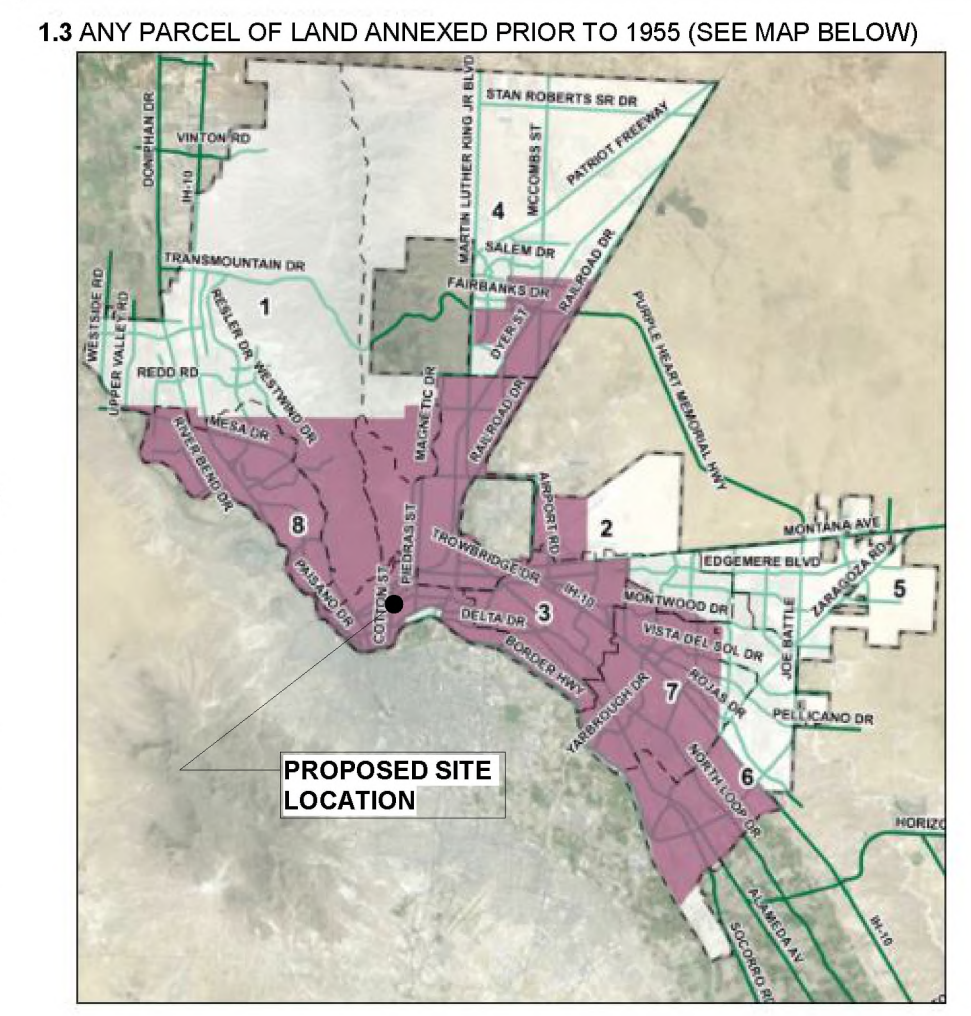 1.3 ANY PARCEL OF LAND ANNEXED PRIOR TO 1955 (SEE MAP BELOW)
STAN ROBERTS SR DR
DONIPHAN DR
VINTON RD
IH-10
MARTIN LUTHER KING JR BLVD
MCCOMBS ST
PATRIOT FREEWAY
4
SALEM DR
TRANSMOUNTAIN DR
FAIRBANKS DR
RAILROAD DR
WESTSIDE RD
UPPER VALLEY RD
1
RESLER DR
DYER ST
PURPLE HEART MEMORIAL HWY
REDD RD
WESTWIND DR
MAGNETIC DR
RAILROAD DR
MESA DR
RIVER BEND DR
AIRPORT RD
8
PIEDRAS ST
2
MONTANA AVE
TROWBRIDGE DR
EDGEMERE BLVD
ZARAGOZA RD
5
PAISANO DR
COTTON ST
IH-10
MONTWOOD DR
3
DELTA DR
VISTA DEL SOL DR
JOE BATTLE
BORDER HWY
7
ROJAS DR
YARBROUGH DR
PELLICANO DR
NORTH LOOP DR
6
PROPOSED SITE
LOCATION
HORIZO
ALAMEDA AV
IH-10
SOCORRO RD